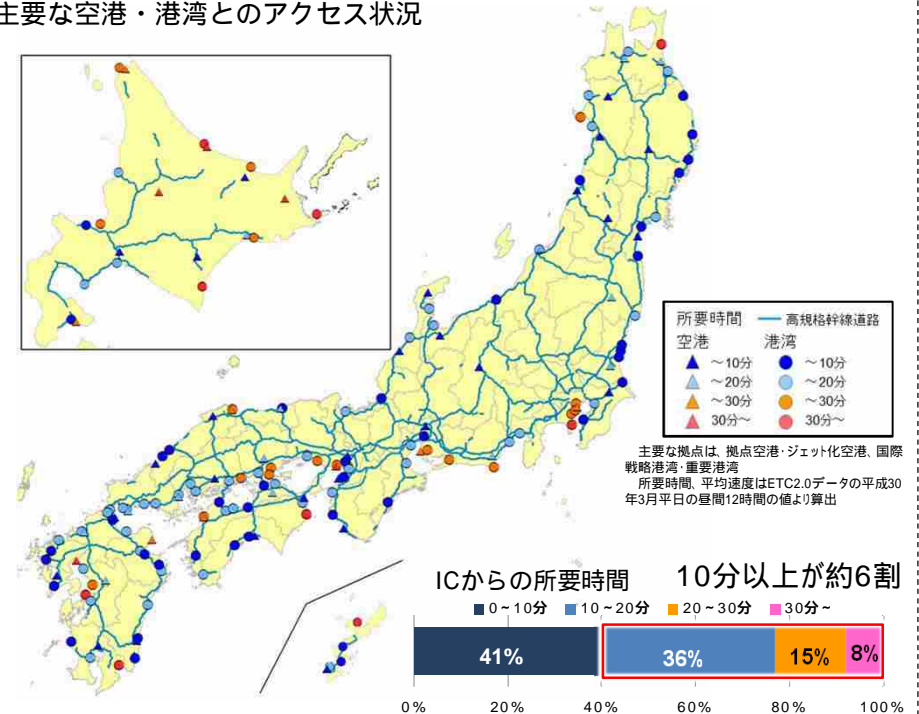 主要な空港・港湾とのアクセス状況
所要時間 高規格幹線道路
空港 港湾
～10分 ～10分
～20分 ～20分
～30分 ～30分
30分～ 30分～
主要な拠点は、拠点空港・ジェット化空港、国際
戦略港湾・重要港湾
所要時間、平均速度はETC2.0データの平成30
年3月平日の昼間12時間の値より算出
ICからの所要時間 10分以上が約6割
0～10分 10～20分 20～30分 30分～
41% 36% 15% 8%
0% 20% 40% 60% 80% 100%